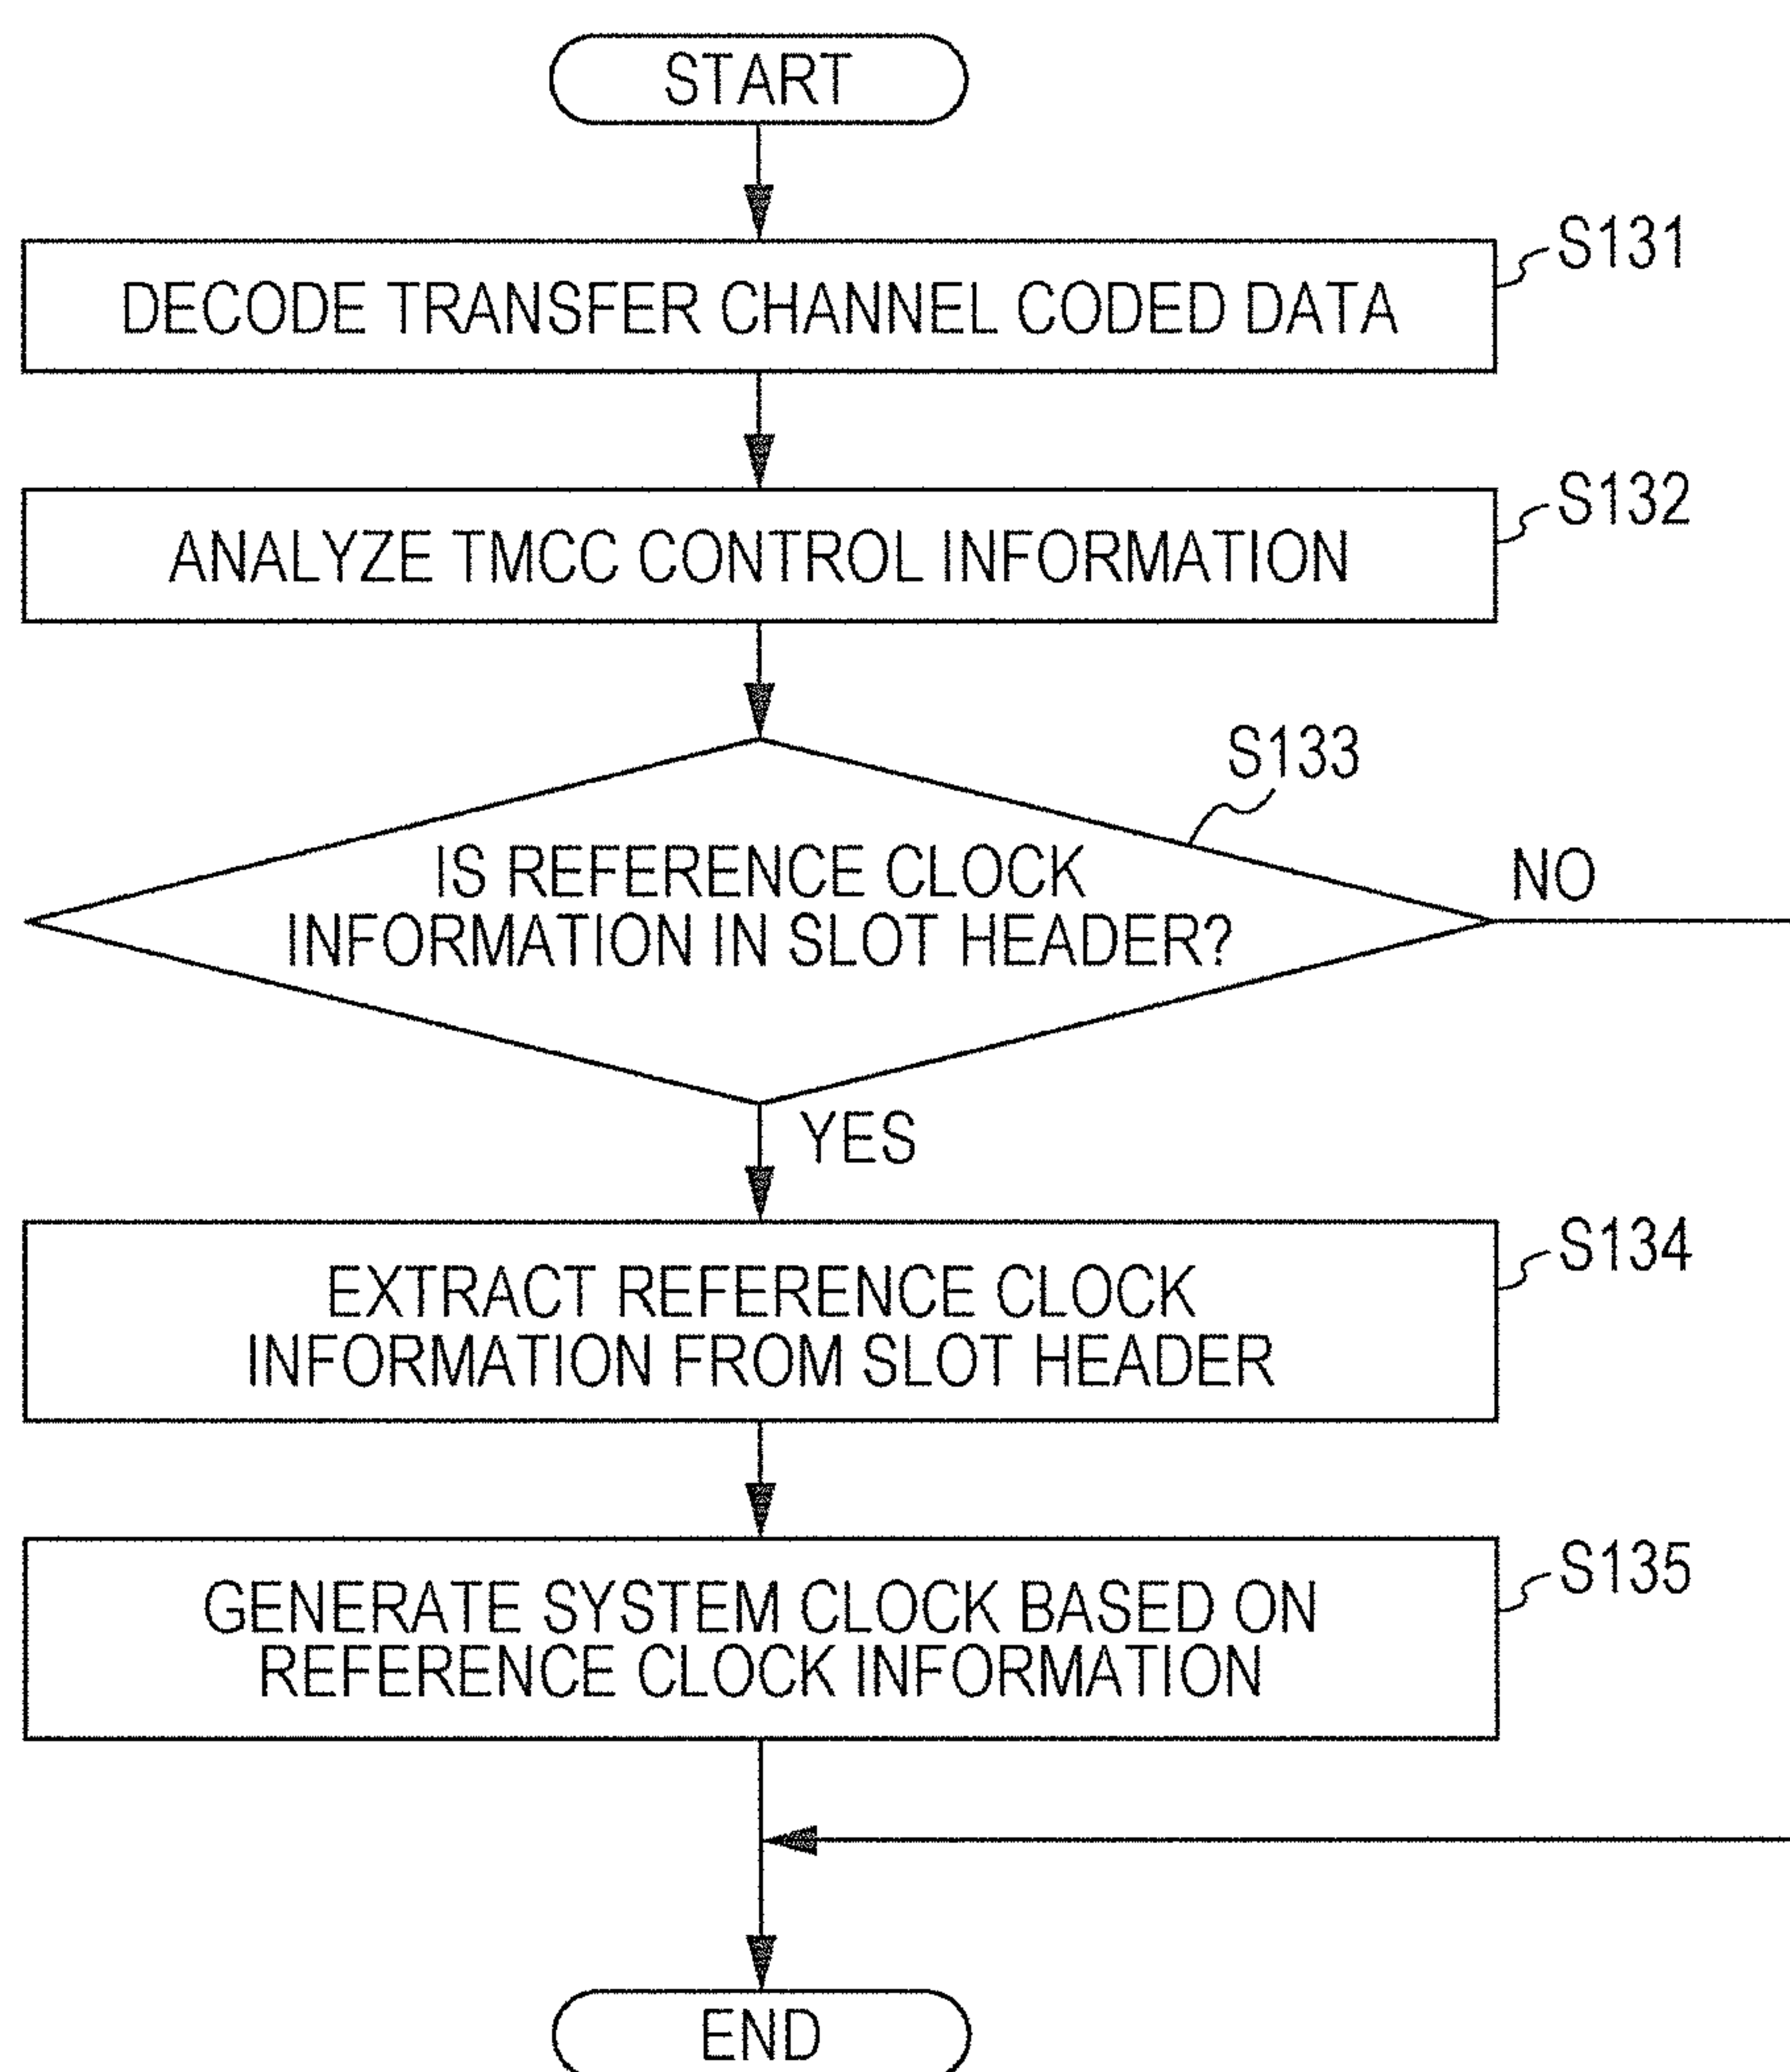 START
S131
DECODE TRANSFER CHANNEL CODED DATA
S132
ANALYZE TMCC CONTROL INFORMATION
S133
IS REFERENCE CLOCK
INFORMATION IN SLOT HEADER?
NO
YES
S134
EXTRACT REFERENCE CLOCK
INFORMATION FROM SLOT HEADER
S135
GENERATE SYSTEM CLOCK BASED ON
REFERENCE CLOCK INFORMATION
END